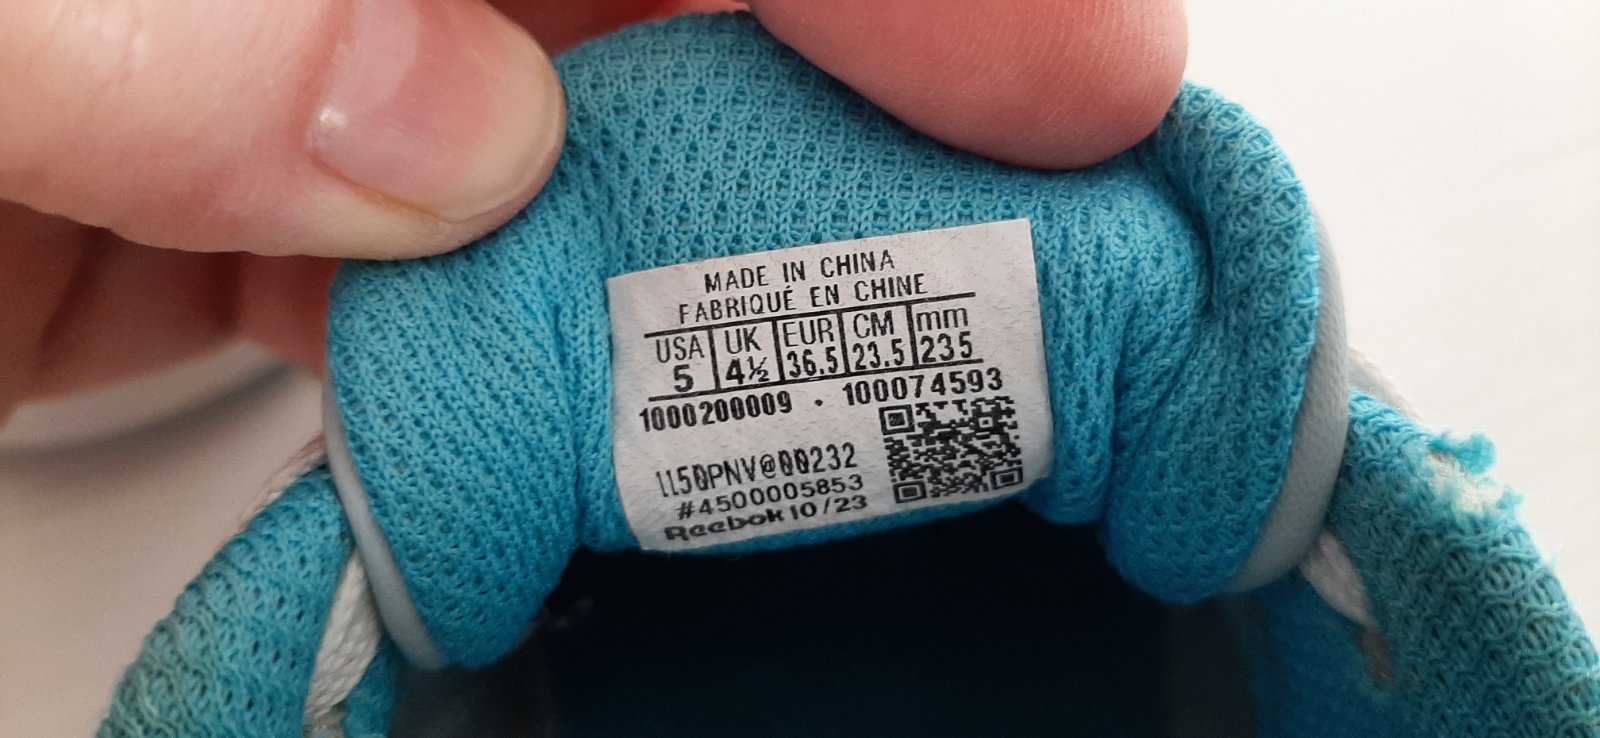 MADE IN CHINA
FABRIQUÉ EN CHINE
USA UK EUR CM mm
5 4½ 36.5 23.5 235
1000200009 · 100074593
LL50PNV@00232
#4500005853
Reebok 10/23